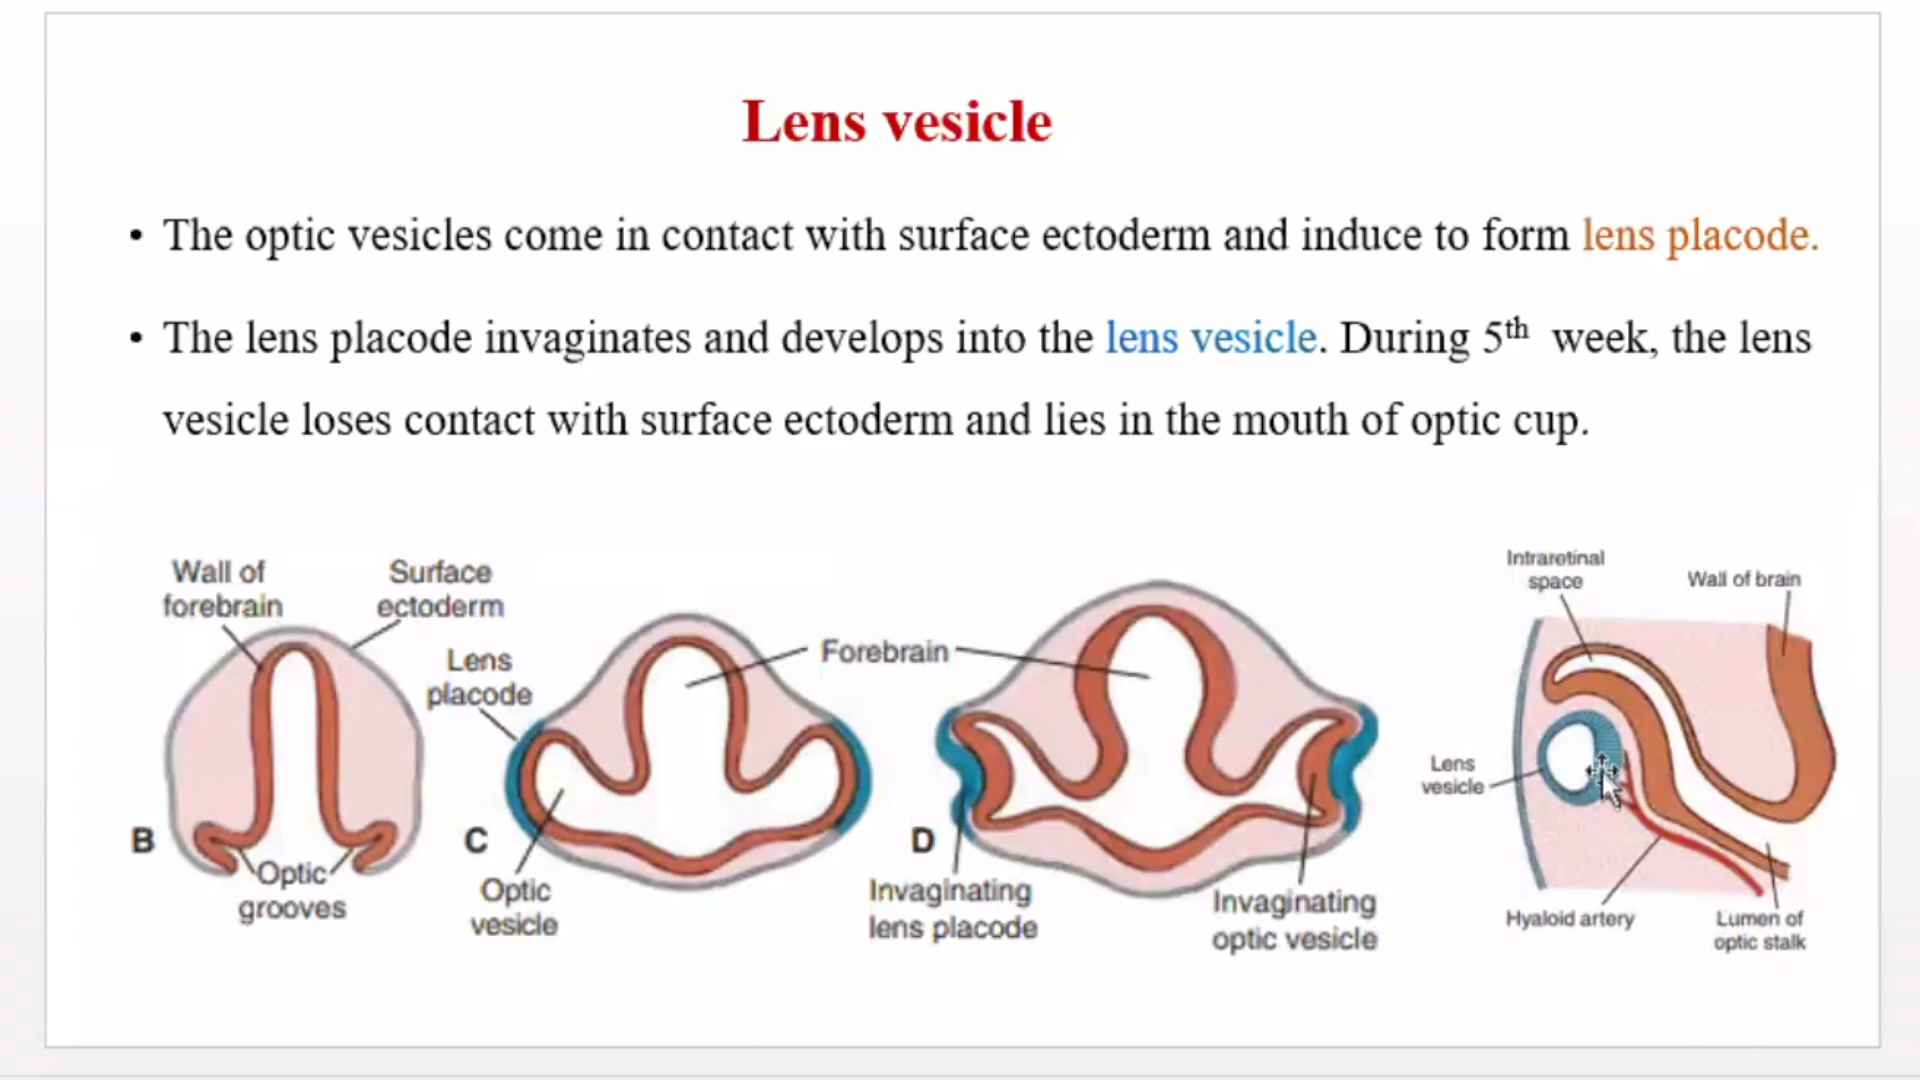 Lens vesicle
• The optic vesicles come in contact with surface ectoderm and induce to form lens placode.
• The lens placode invaginates and develops into the lens vesicle. During 5th week, the lens
vesicle loses contact with surface ectoderm and lies in the mouth of optic cup.
Wall of
forebrain
Surface
ectoderm
Lens
placode
Forebrain
Intraretinal
space
Wall of brain
Lens
vesicle
B
C
D
Optic
grooves
Optic
vesicle
Invaginating
lens placode
Invaginating
optic vesicle
Hyaloid artery
Lumen of
optic stalk